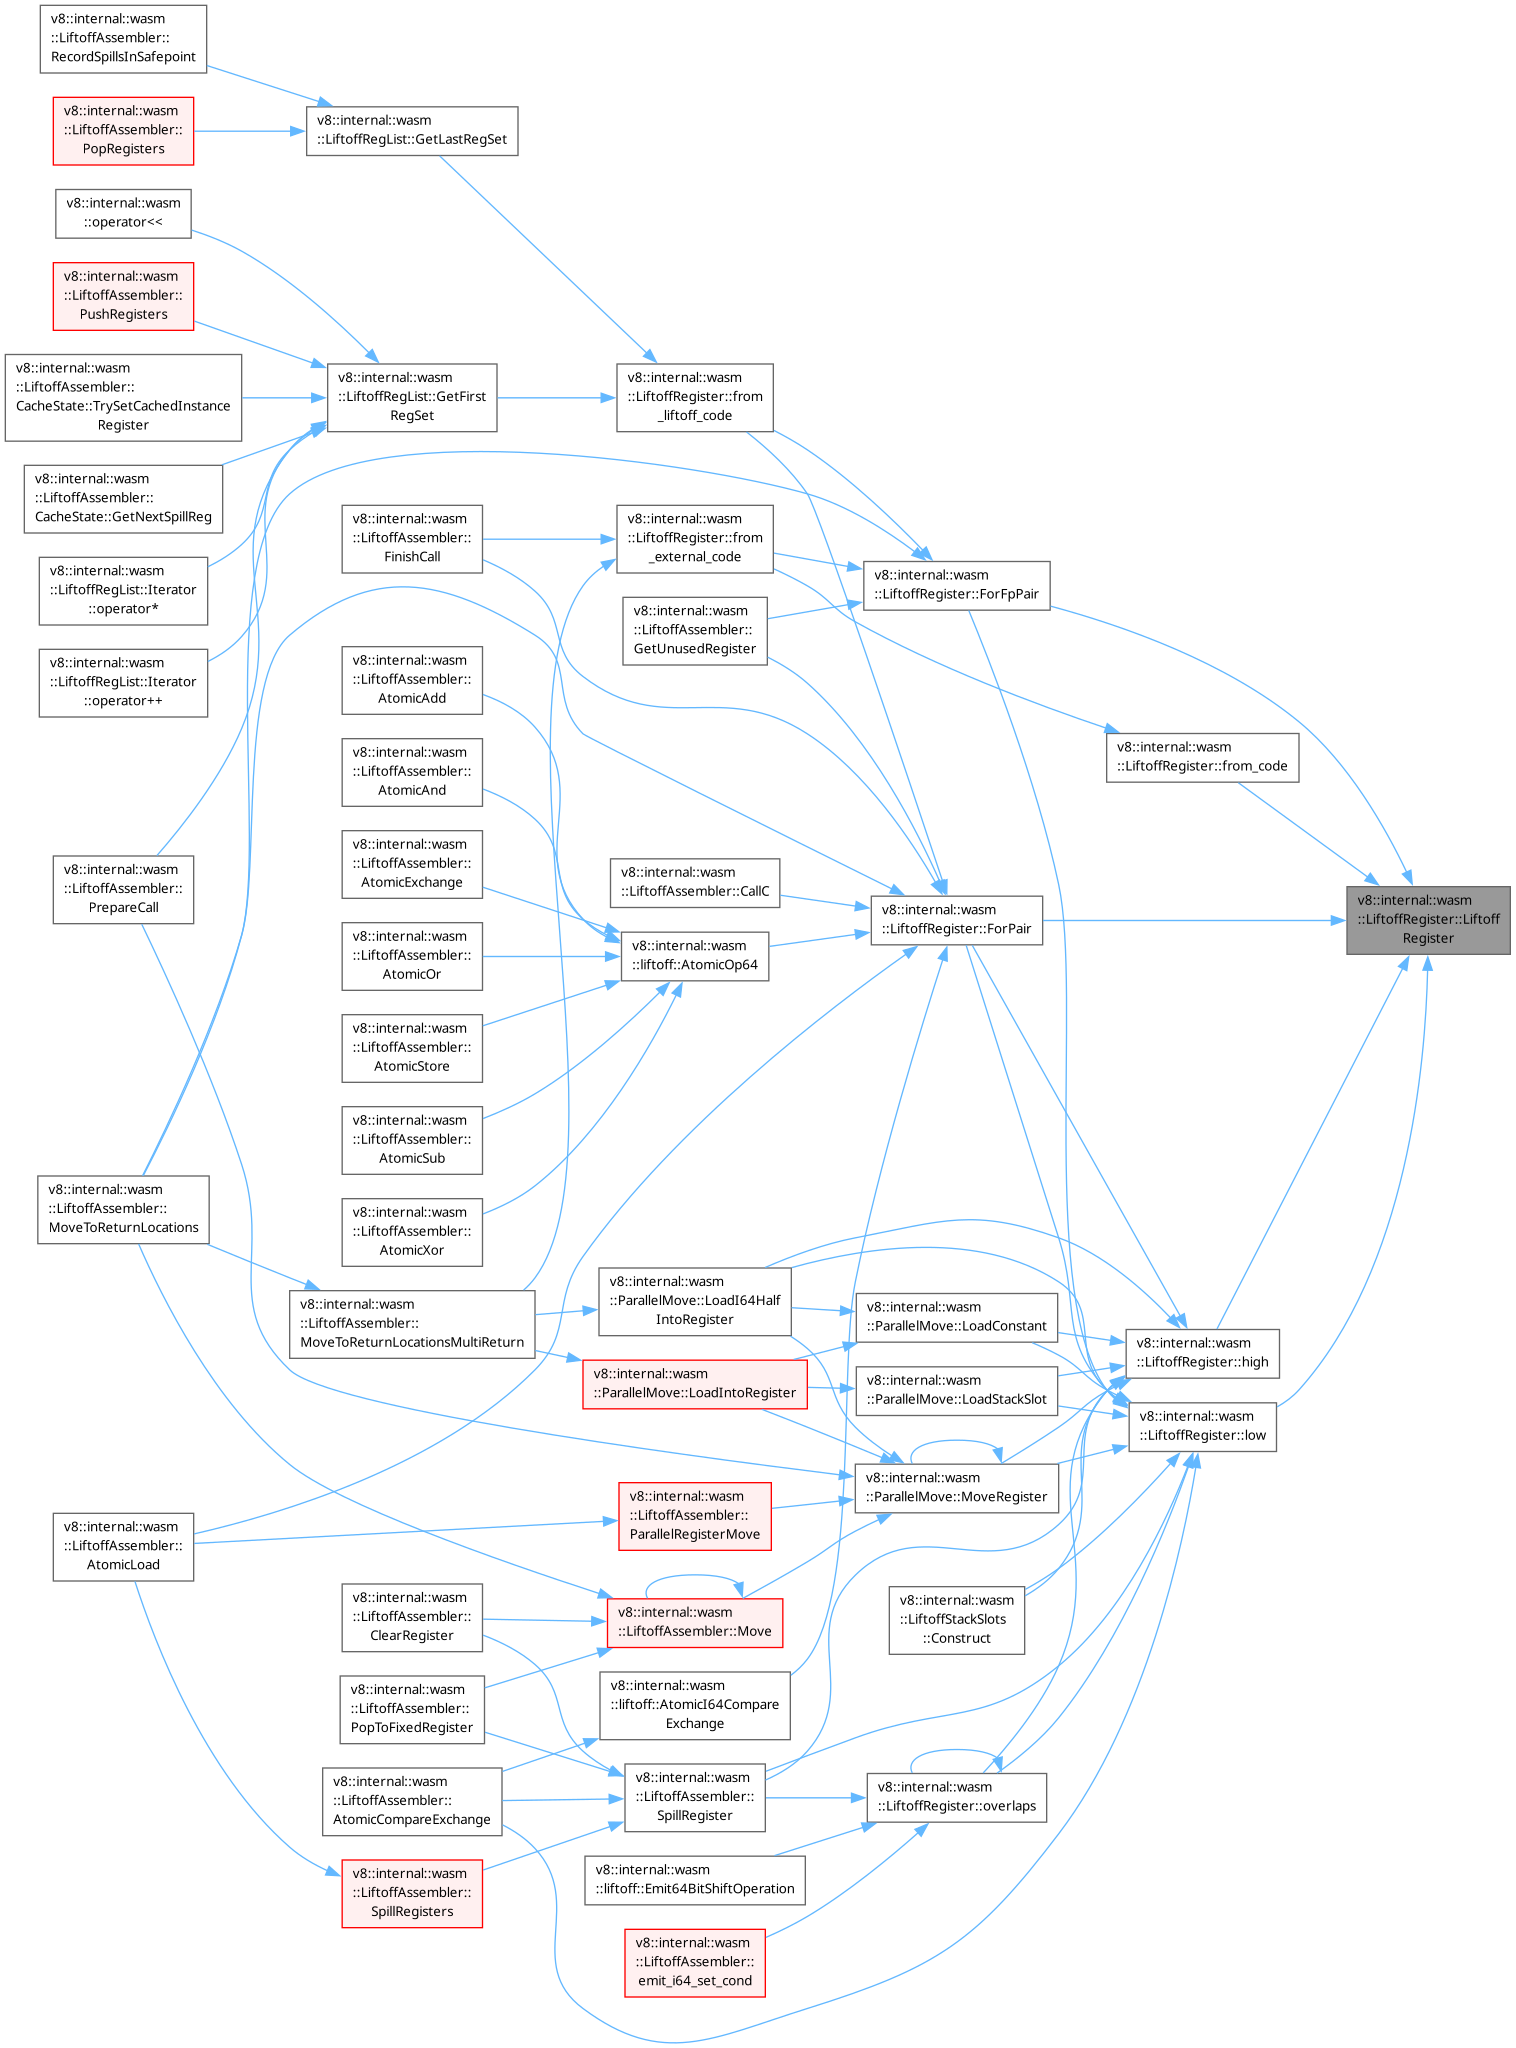 v8::internal::wasm
::LiftoffAssembler::
RecordSpillsInSafepoint
v8::internal::wasm
::LiftoffAssembler::
PopRegisters
v8::internal::wasm
::LiftoffRegList::GetLastRegSet
v8::internal::wasm
::operator<<
v8::internal::wasm
::LiftoffAssembler::
PushRegisters
v8::internal::wasm
::LiftoffAssembler::
CacheState::TrySetCachedInstance
Register
v8::internal::wasm
::LiftoffRegList::GetFirst
RegSet
v8::internal::wasm
::LiftoffRegister::from
_liftoff_code
v8::internal::wasm
::LiftoffAssembler::
CacheState::GetNextSpillReg
v8::internal::wasm
::LiftoffAssembler::
FinishCall
v8::internal::wasm
::LiftoffRegister::from
_external_code
v8::internal::wasm
::LiftoffRegList::Iterator
::operator*
v8::internal::wasm
::LiftoffRegister::ForFpPair
v8::internal::wasm
::LiftoffAssembler::
GetUnusedRegister
v8::internal::wasm
::LiftoffRegList::Iterator
::operator++
v8::internal::wasm
::LiftoffAssembler::
AtomicAdd
v8::internal::wasm
::LiftoffRegister::from_code
v8::internal::wasm
::LiftoffAssembler::
AtomicAnd
v8::internal::wasm
::LiftoffAssembler::
PrepareCall
v8::internal::wasm
::LiftoffAssembler::
AtomicExchange
v8::internal::wasm
::LiftoffAssembler::CallC
v8::internal::wasm
::LiftoffRegister::ForPair
v8::internal::wasm
::LiftoffRegister::Liftoff
Register
v8::internal::wasm
::LiftoffAssembler::
AtomicOr
v8::internal::wasm
::liftoff::AtomicOp64
v8::internal::wasm
::LiftoffAssembler::
AtomicStore
v8::internal::wasm
::LiftoffAssembler::
AtomicSub
v8::internal::wasm
::LiftoffAssembler::
MoveToReturnLocations
v8::internal::wasm
::LiftoffAssembler::
AtomicXor
v8::internal::wasm
::LiftoffAssembler::
MoveToReturnLocationsMultiReturn
v8::internal::wasm
::ParallelMove::LoadI64Half
IntoRegister
v8::internal::wasm
::ParallelMove::LoadConstant
v8::internal::wasm
::LiftoffRegister::high
v8::internal::wasm
::ParallelMove::LoadIntoRegister
v8::internal::wasm
::ParallelMove::LoadStackSlot
v8::internal::wasm
::LiftoffRegister::low
v8::internal::wasm
::ParallelMove::MoveRegister
v8::internal::wasm
::LiftoffAssembler::
ParallelRegisterMove
v8::internal::wasm
::LiftoffAssembler::
AtomicLoad
v8::internal::wasm
::LiftoffAssembler::
ClearRegister
v8::internal::wasm
::LiftoffAssembler::Move
v8::internal::wasm
::LiftoffStackSlots
::Construct
v8::internal::wasm
::LiftoffAssembler::
PopToFixedRegister
v8::internal::wasm
::liftoff::AtomicI64Compare
Exchange
v8::internal::wasm
::LiftoffAssembler::
AtomicCompareExchange
v8::internal::wasm
::LiftoffAssembler::
SpillRegister
v8::internal::wasm
::LiftoffRegister::overlaps
v8::internal::wasm
::LiftoffAssembler::
SpillRegisters
v8::internal::wasm
::liftoff::Emit64BitShiftOperation
v8::internal::wasm
::LiftoffAssembler::
emit_i64_set_cond